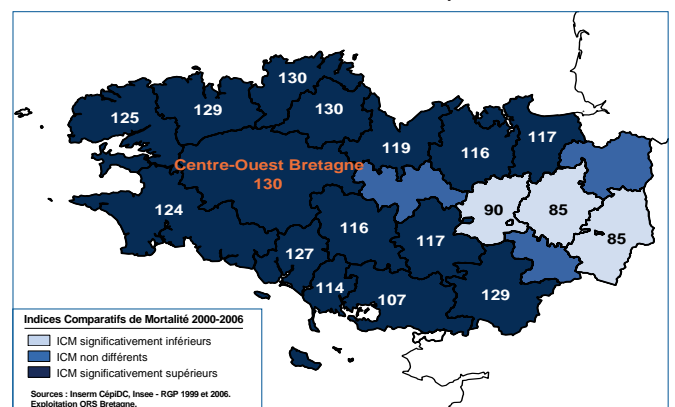 130
125
129
130
119
116
117
Centre-Ouest Bretagne
130
124
116
90
85
85
127
117
114
107
129
Indices Comparatifs de Mortalité 2000-2006
ICM significativement inférieurs
ICM non différents
ICM significativement supérieurs
Sources : Inserm CépiDC, Insee - RGP 1999 et 2006.
Exploitation ORS Bretagne.